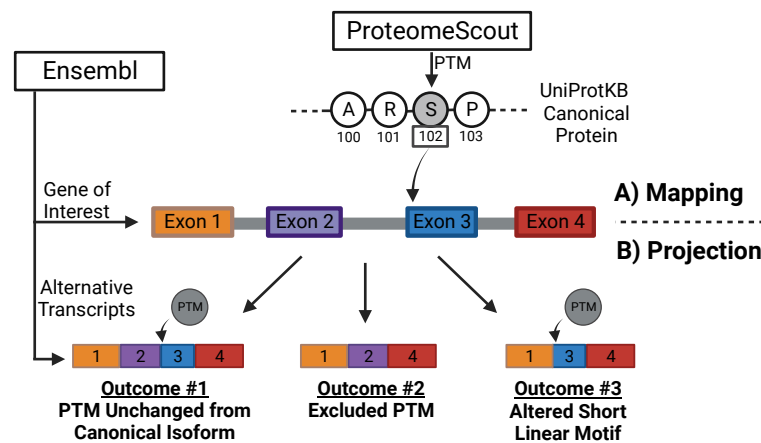 ProteomeScout
Ensembl
PTM
A R S P
100 101 102 103
UniProtKB
Canonical
Protein
Gene of
Interest
Exon 1 Exon 2 Exon 3 Exon 4
A) Mapping
B) Projection
Alternative
Transcripts
PTM
PTM
1 2 3 4
1 2 4
1 3 4
Outcome #1
PTM Unchanged from
Canonical Isoform
Outcome #2
Excluded PTM
Outcome #3
Altered Short
Linear Motif